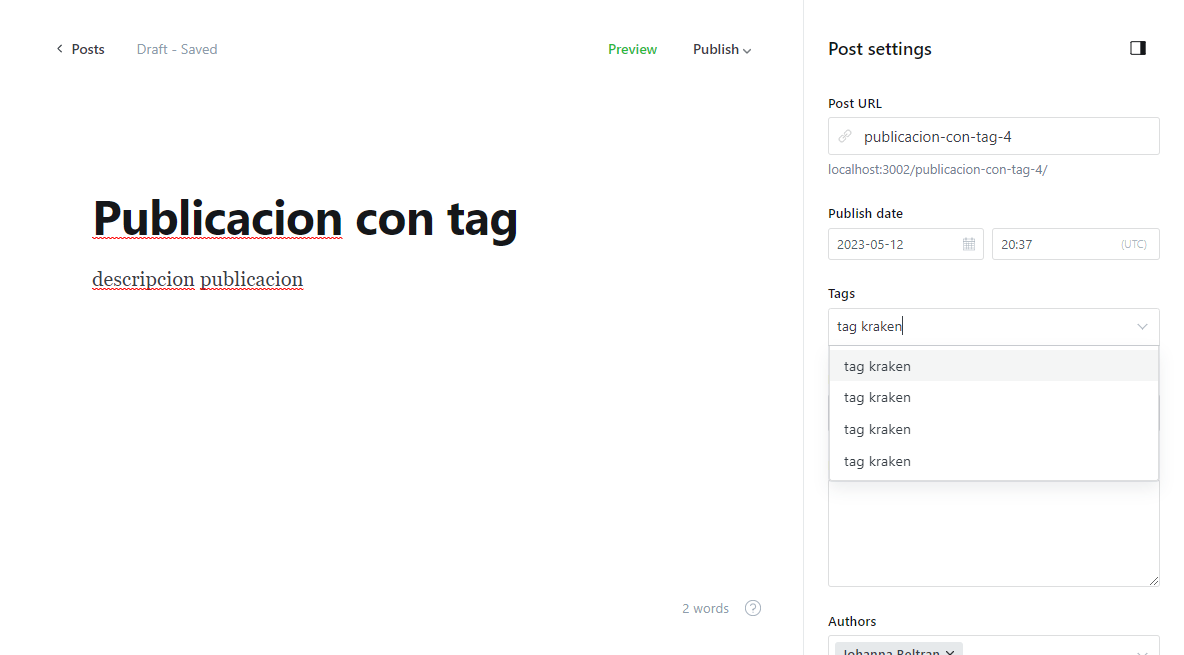 Posts
Draft - Saved
Preview
Publish
Publicacion con tag
descripcion publicacion
2 words
?
Post settings
Post URL
publicacion-con-tag-4
localhost:3002/publicacion-con-tag-4/
Publish date
2023-05-12
20:37
(UTC)
Tags
tag kraken
tag kraken
tag kraken
tag kraken
tag kraken
Authors
Johanna Beltran ×